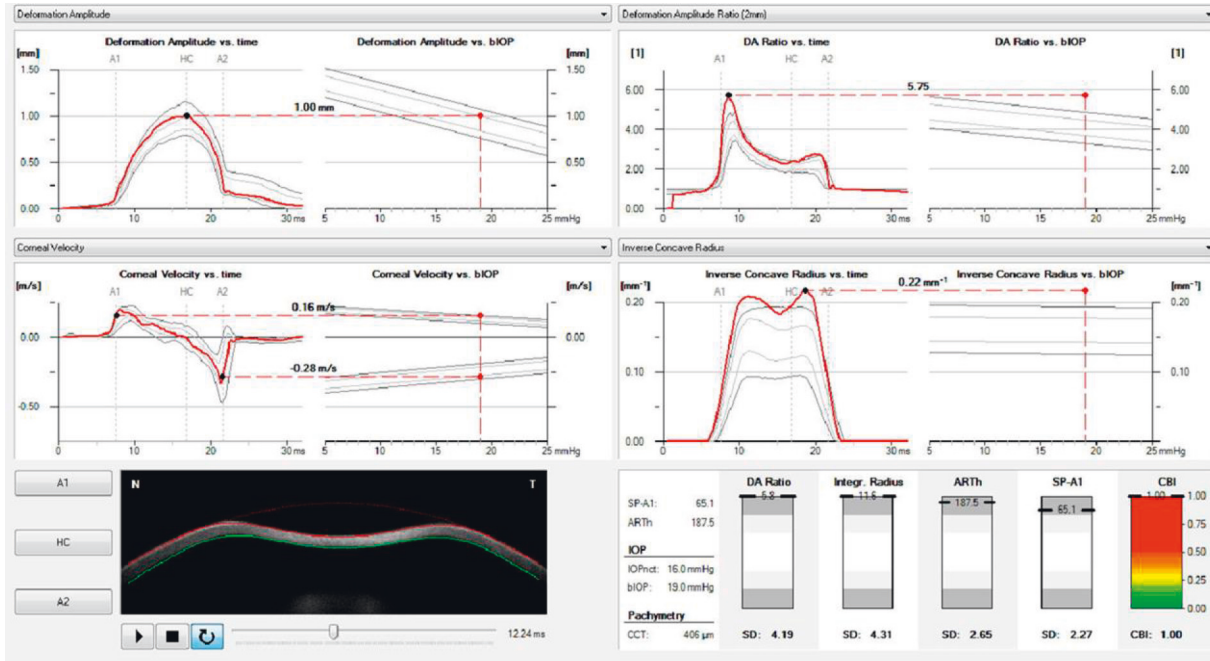 Deformation Amplitude
Deformation Amplitude Ratio (2mm)
Deformation Amplitude vs. time
Deformation Amplitude vs. bIOP
[mm]
A1
HC
A2
[mm]
1.50
1.00
0.50
0.00
1.00 mm
1.50
1.00
0.50
0.00
0
10
20
30 ms
5
10
15
20
25 mmHg
DA Ratio vs. time
DA Ratio vs. bIOP
[1]
A1
HC
A2
[1]
6.00
4.00
2.00
0.00
5.75
6.00
4.00
2.00
0.00
0
10
20
30 ms
5
10
15
20
25 mmHg
Corneal Velocity
Inverse Concave Radius
Corneal Velocity vs. time
Corneal Velocity vs. bIOP
[m/s]
A1
HC
A2
[m/s]
0.00
-0.50
0.16 m/s
-0.28 m/s
0.00
-0.50
0
10
20
30 ms
5
10
15
20
25 mmHg
Inverse Concave Radius vs. time
Inverse Concave Radius vs. bIOP
[mm⁻¹]
A1
HC
A2
[mm⁻¹]
0.22 mm⁻¹
0.20
0.10
0.00
0.20
0.10
0.00
0
10
20
30 ms
5
10
15
20
25 mmHg
A1
HC
A2
N
T
12.24 ms
SP-A1: 65.1
ARTh: 187.5
IOP
IOPnct: 16.0 mmHg
bIOP: 19.0 mmHg
Pachymetry
CCT: 406 µm
DA Ratio
5.8
SD: 4.19
Integr. Radius
11.6
SD: 4.31
ARTh
187.5
SD: 2.65
SP-A1
65.1
SD: 2.27
CBI
1.00
1.00
0.75
0.50
0.25
0.00
CBI: 1.00